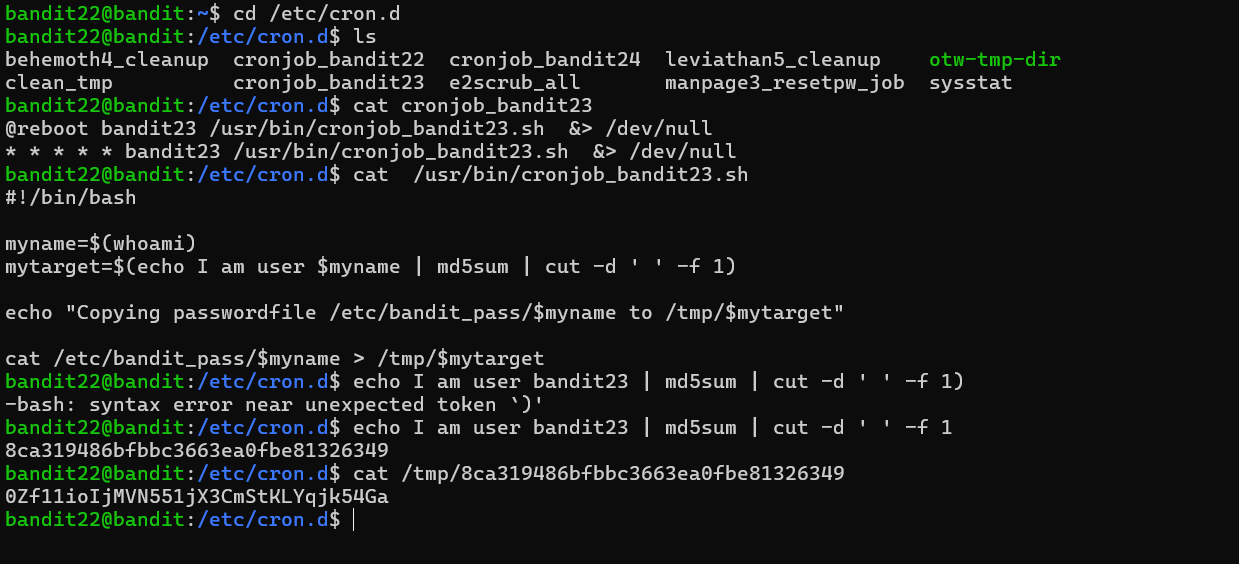 bandit22@bandit:~$ cd /etc/cron.d
bandit22@bandit:/etc/cron.d$ ls
behemoth4_cleanup  cronjob_bandit22  cronjob_bandit24  leviathan5_cleanup    otw-tmp-dir
clean_tmp          cronjob_bandit23  e2scrub_all       manpage3_resetpw_job  sysstat
bandit22@bandit:/etc/cron.d$ cat cronjob_bandit23
@reboot bandit23 /usr/bin/cronjob_bandit23.sh  &> /dev/null
* * * * * bandit23 /usr/bin/cronjob_bandit23.sh  &> /dev/null
bandit22@bandit:/etc/cron.d$ cat  /usr/bin/cronjob_bandit23.sh
#!/bin/bash

myname=$(whoami)
mytarget=$(echo I am user $myname | md5sum | cut -d ' ' -f 1)

echo "Copying passwordfile /etc/bandit_pass/$myname to /tmp/$mytarget"

cat /etc/bandit_pass/$myname > /tmp/$mytarget
bandit22@bandit:/etc/cron.d$ echo I am user bandit23 | md5sum | cut -d ' ' -f 1)
-bash: syntax error near unexpected token `)'
bandit22@bandit:/etc/cron.d$ echo I am user bandit23 | md5sum | cut -d ' ' -f 1
8ca319486bfbbc3663ea0fbe81326349
bandit22@bandit:/etc/cron.d$ cat /tmp/8ca319486bfbbc3663ea0fbe81326349
0Zf11ioIjMVN551jX3CmStKLYqjk54Ga
bandit22@bandit:/etc/cron.d$